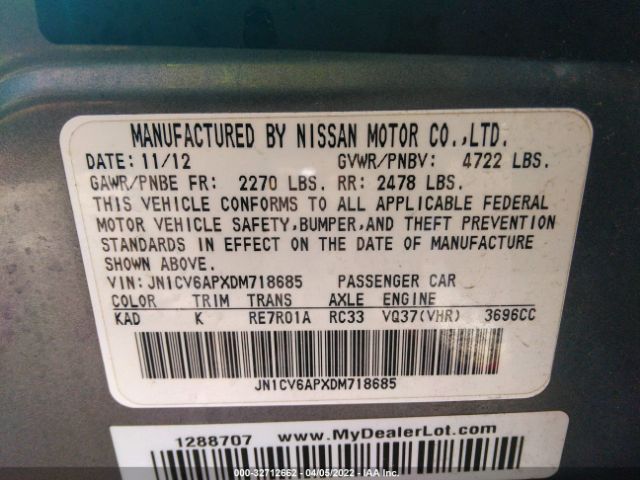 MANUFACTURED BY NISSAN MOTOR CO.,LTD.
DATE: 11/12 GVWR/PNBV: 4722 LBS.
GAWR/PNBE FR: 2270 LBS. RR: 2478 LBS.
THIS VEHICLE CONFORMS TO ALL APPLICABLE FEDERAL
MOTOR VEHICLE SAFETY,BUMPER,AND THEFT PREVENTION
STANDARDS IN EFFECT ON THE DATE OF MANUFACTURE
SHOWN ABOVE.
VIN:JN1CV6APXDM718685 PASSENGER CAR
COLOR TRIM TRANS AXLE ENGINE
KAD K RE7R01A RC33 VQ37(VHR) 3696CC
JN1CV6APXDM718685
1288707 www.MyDealerLot.com
000-32712662 - 04/05/2022 - IAA Inc.